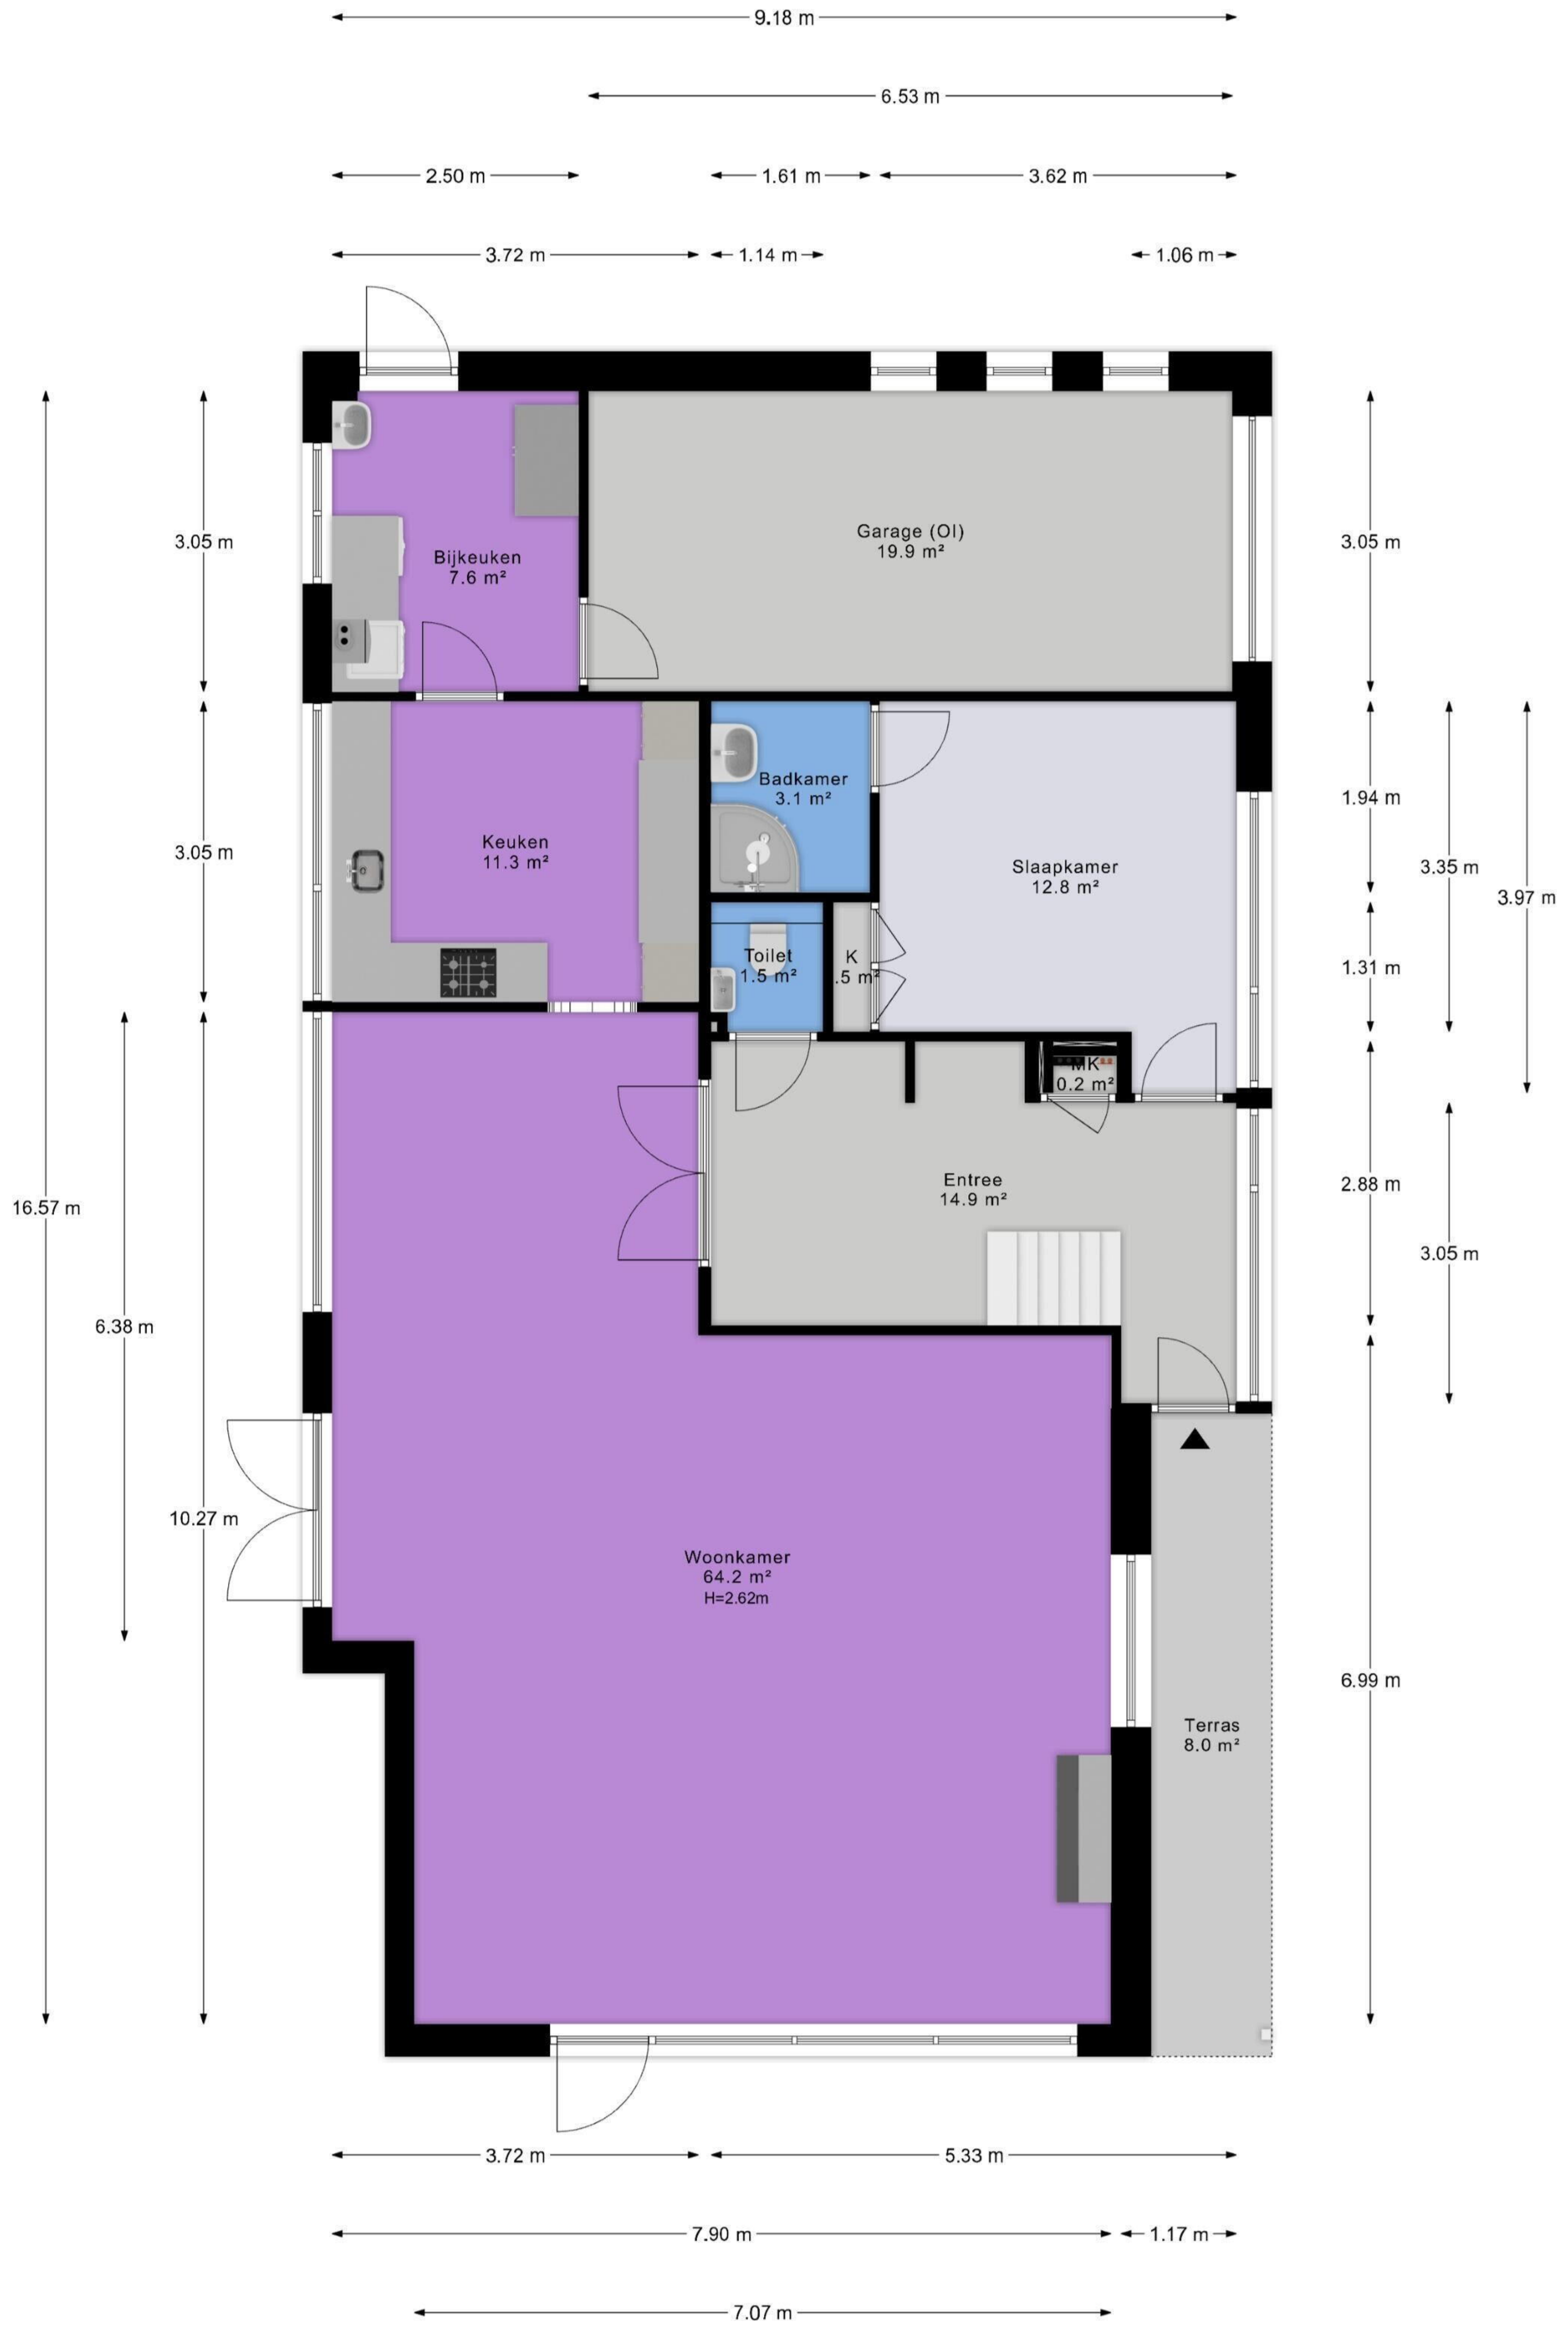 9.18 m
6.53 m
2.50 m
1.61 m
3.62 m
3.72 m
1.14 m
1.06 m
Bijkeuken
7.6 m²
Garage (OI)
19.9 m²
3.05 m
3.05 m
Badkamer
3.1 m²
Keuken
11.3 m²
Slaapkamer
12.8 m²
Toilet
1.5 m²
K
.5 m²
MK
0.2 m²
3.05 m
1.94 m
3.35 m
3.97 m
1.31 m
Entree
14.9 m²
16.57 m
2.88 m
3.05 m
6.38 m
10.27 m
Woonkamer
64.2 m²
H=2.62m
6.99 m
Terras
8.0 m²
3.72 m
5.33 m
7.90 m
1.17 m
7.07 m